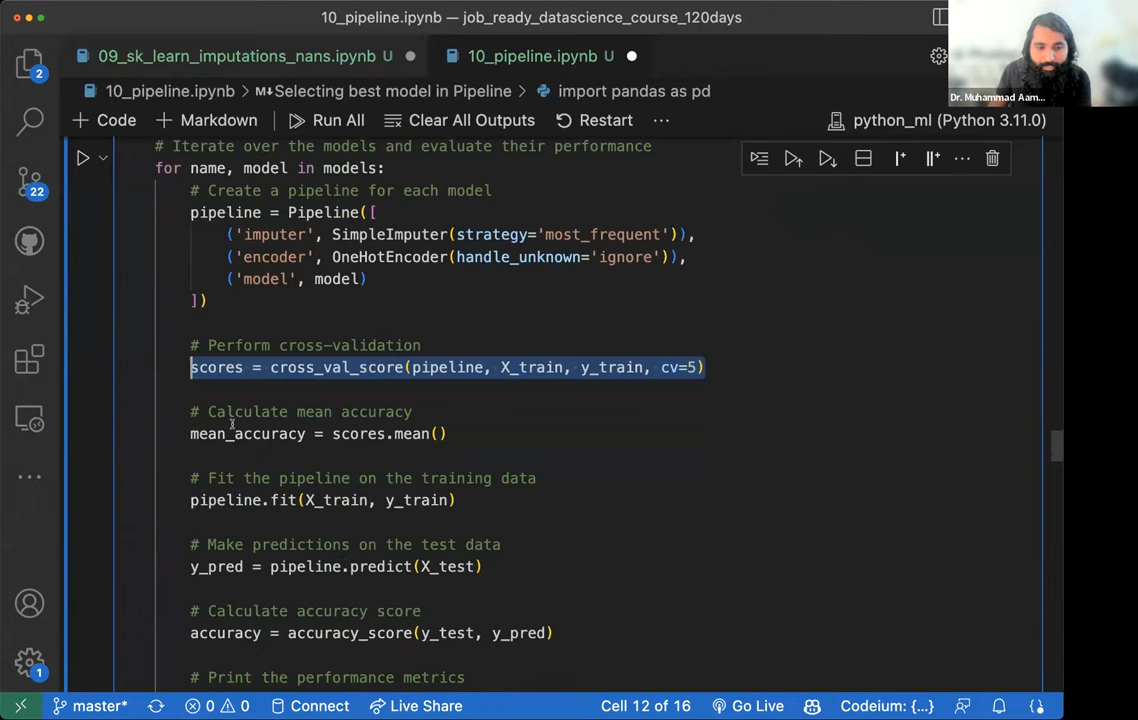 10_pipeline.ipynb — job_ready_datascience_course_120days
09_sk_learn_imputations_nans.ipynb U
10_pipeline.ipynb U
10_pipeline.ipynb > M↓Selecting best model in Pipeline > import pandas as pd
Dr. Muhammad Aam...
+ Code + Markdown Run All Clear All Outputs Restart ... python_ml (Python 3.11.0)
# Iterate over the models and evaluate their performance
for name, model in models:
# Create a pipeline for each model
pipeline = Pipeline([
('imputer', SimpleImputer(strategy='most_frequent')),
('encoder', OneHotEncoder(handle_unknown='ignore')),
('model', model)
])
# Perform cross-validation
scores = cross_val_score(pipeline, X_train, y_train, cv=5)
# Calculate mean accuracy
mean_accuracy = scores.mean()
# Fit the pipeline on the training data
pipeline.fit(X_train, y_train)
# Make predictions on the test data
y_pred = pipeline.predict(X_test)
# Calculate accuracy score
accuracy = accuracy_score(y_test, y_pred)
# Print the performance metrics
2
22
1
master* 0 0 Connect Live Share Cell 12 of 16 Go Live Codeium: {...}